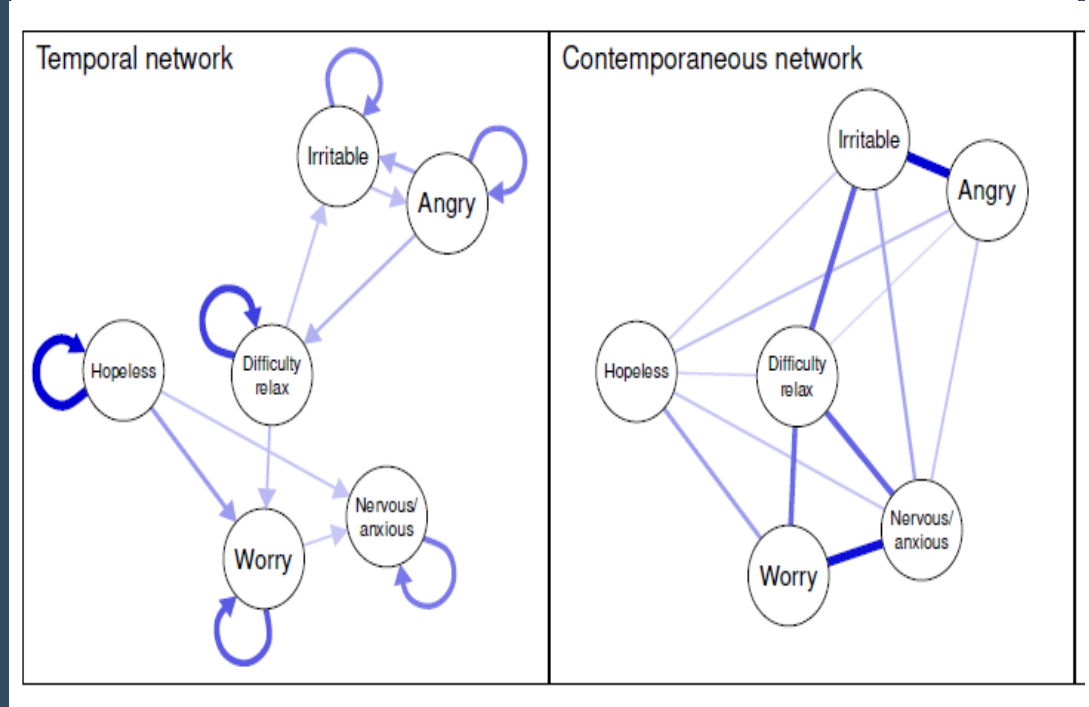 Temporal network
Irritable
Angry
Hopeless
Difficulty
relax
Nervous/
anxious
Worry
Contemporaneous network
Irritable
Angry
Hopeless
Difficulty
relax
Nervous/
anxious
Worry